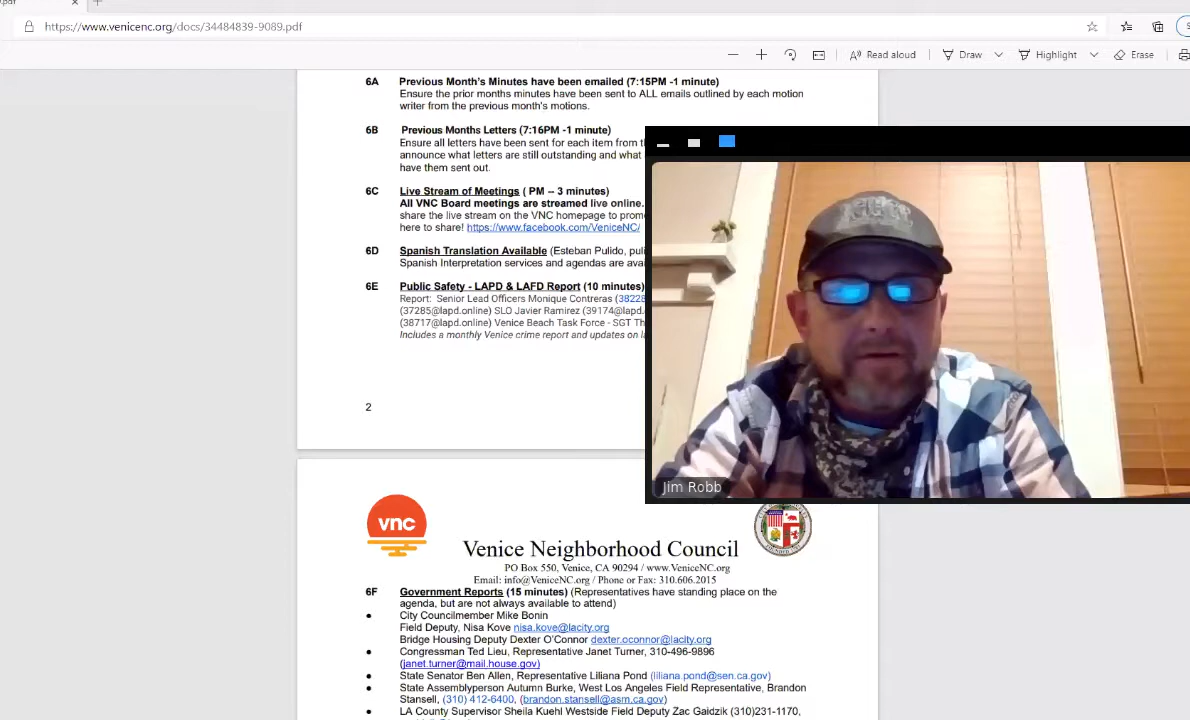 .pdf
https://www.venicenc.org/docs/34484839-9089.pdf
Read aloud
Draw
Highlight
Erase
6A Previous Month's Minutes have been emailed (7:15PM -1 minute)
Ensure the prior months minutes have been sent to ALL emails outlined by each motion
writer from the previous month's motions.
6B Previous Months Letters (7:16PM -1 minute)
Ensure all letters have been sent for each item from
announce what letters are still outstanding and what
have them sent out.
6C Live Stream of Meetings ( PM -- 3 minutes)
All VNC Board meetings are streamed live online.
share the live stream on the VNC homepage to
here to share! https://www.facebook.com/VeniceNC/
6D Spanish Translation Available (Esteban Pulido,
Spanish Interpretation services and agendas are
6E Public Safety - LAPD & LAFD Report (10 minutes)
Report: Senior Lead Officers Monique Contreras (38228
(37285@lapd.online) SLO Javier Ramirez (39174@lapd.
(38717@lapd.online) Venice Beach Task Force - SGT
Includes a monthly Venice crime report and updates on
2
Jim Robb
vnc
Venice Neighborhood Council
PO Box 550, Venice, CA 90294 / www.VeniceNC.org
Email: info@VeniceNC.org / Phone or Fax: 310.606.2015
6F Government Reports (15 minutes) (Representatives have standing place on the
agenda, but are not always available to attend)
● City Councilmember Mike Bonin
Field Deputy, Nisa Kove nisa.kove@lacity.org
Bridge Housing Deputy Dexter O'Connor dexter.oconnor@lacity.org
● Congressman Ted Lieu, Representative Janet Turner, 310-496-9896
(janet.turner@mail.house.gov)
● State Senator Ben Allen, Representative Liliana Pond (liliana.pond@sen.ca.gov)
● State Assemblyperson Autumn Burke, West Los Angeles Field Representative, Brandon
Stansell, (310) 412-6400, (brandon.stansell@asm.ca.gov)
● LA County Supervisor Sheila Kuehl Westside Field Deputy Zac Gaidzik (310)231-1170,